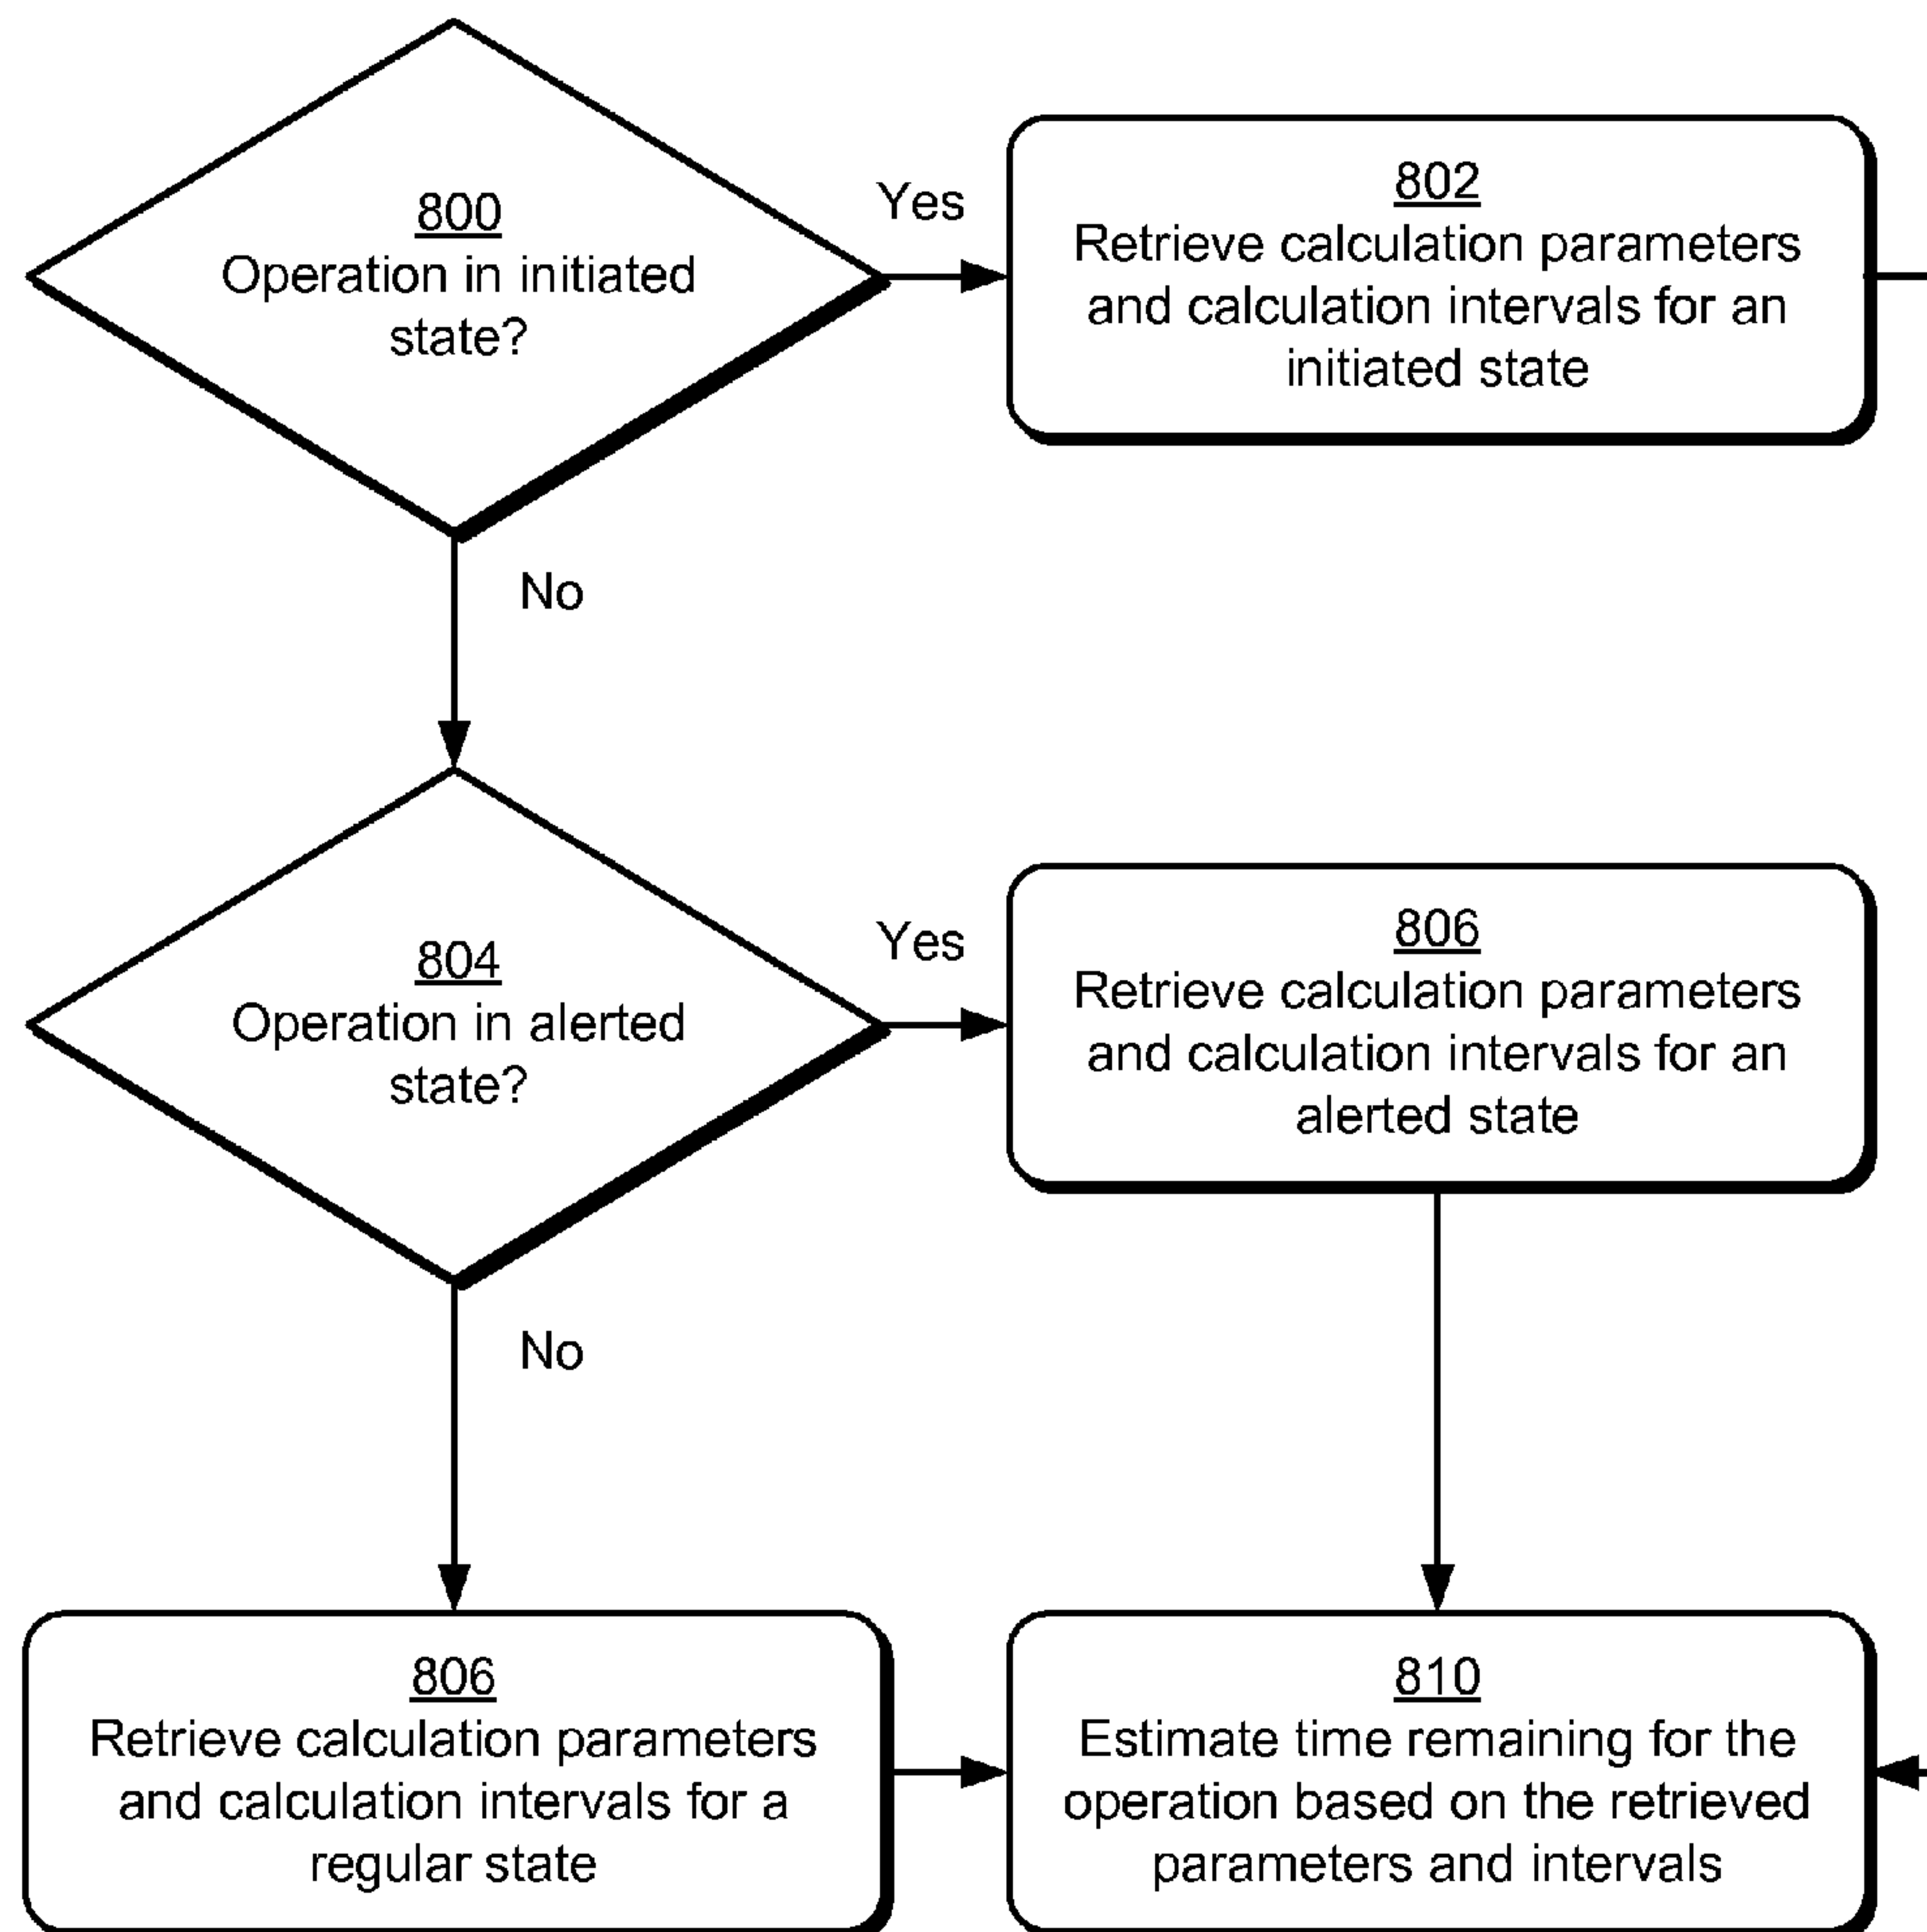 800
Operation in initiated
state?
Yes
802
Retrieve calculation parameters
and calculation intervals for an
initiated state
No
804
Operation in alerted
state?
Yes
806
Retrieve calculation parameters
and calculation intervals for an
alerted state
No
806
Retrieve calculation parameters
and calculation intervals for a
regular state
810
Estimate time remaining for the
operation based on the retrieved
parameters and intervals